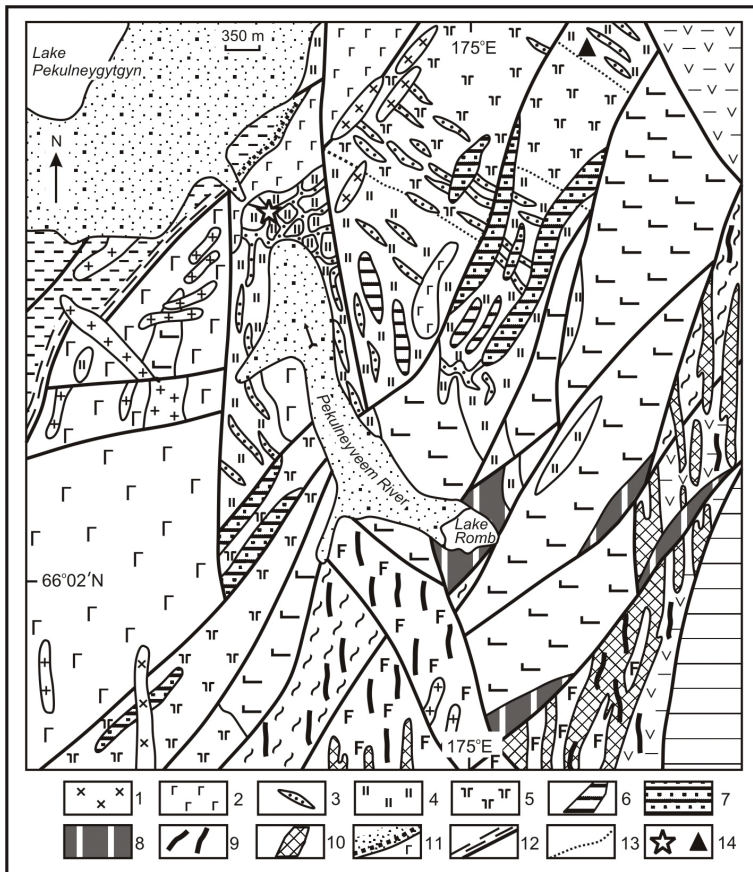 Lake
Pekulneygytgyn
350 m
175°E
N
Pekulneyveem River
Lake
Romb
66°02′N
175°E
1 2 3 4 5 6 7
8 9 10 11 12 13 14